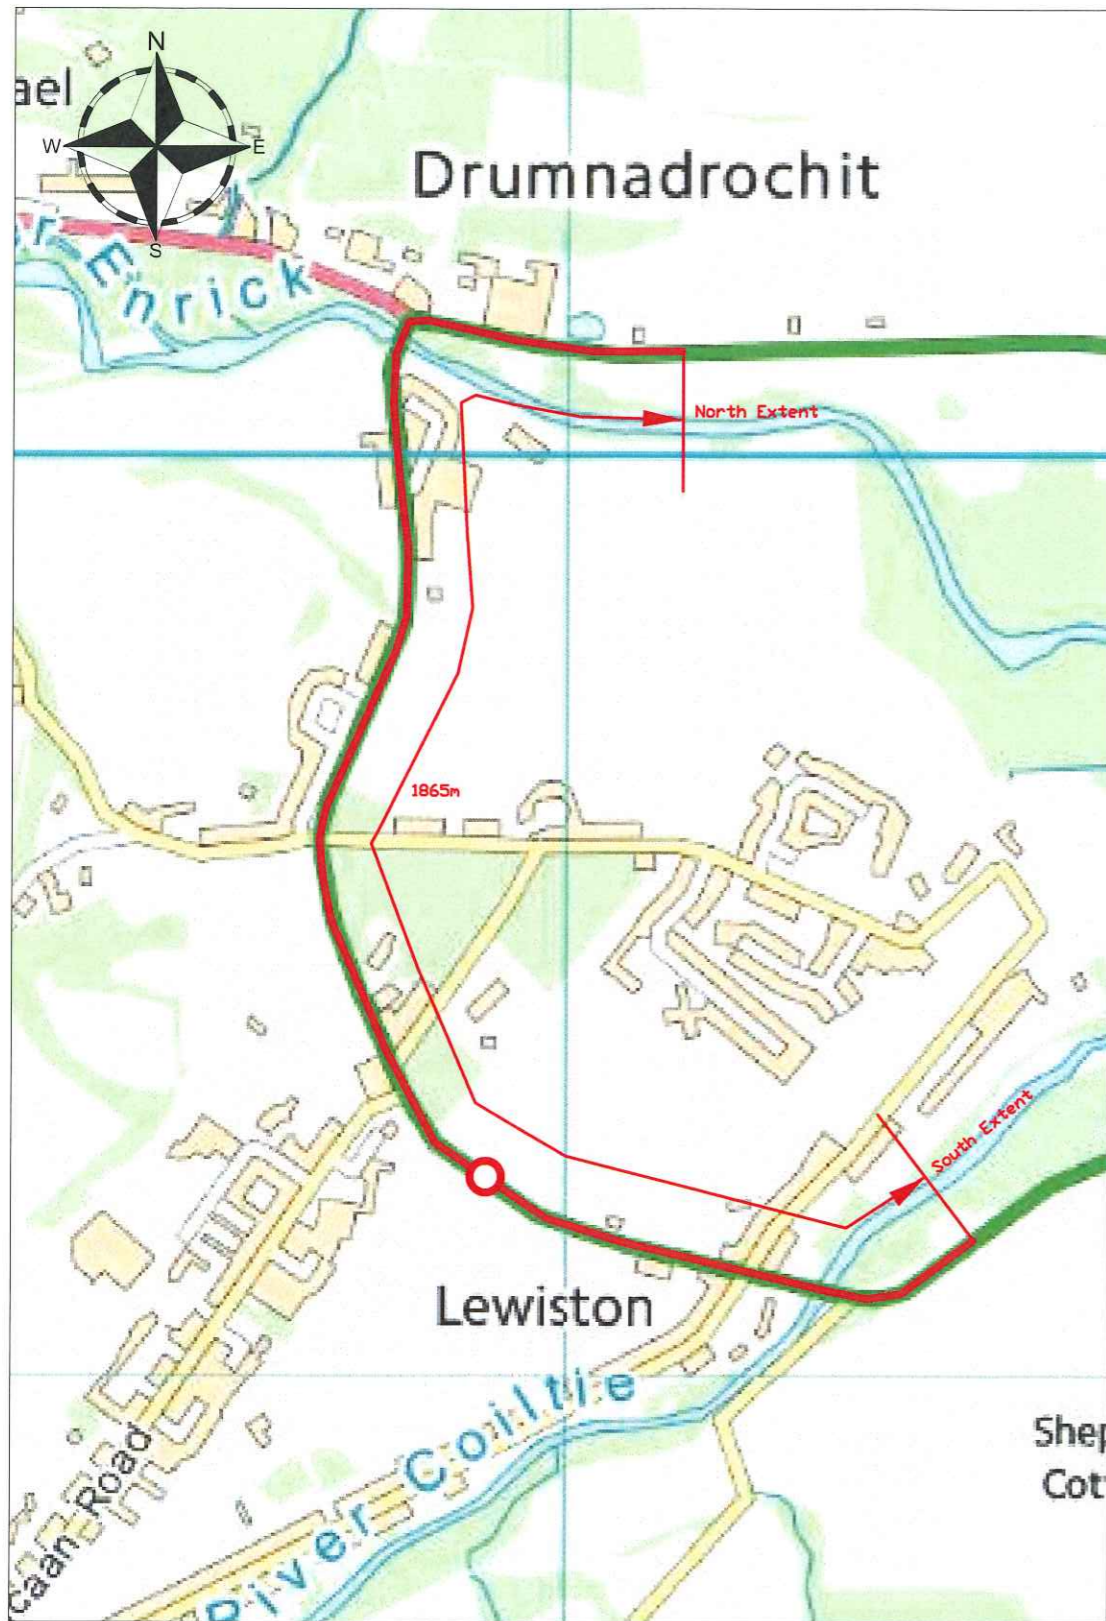 N
ael
W
E
S
Drumnadrochit
Enrick
North Extent
1865m
South Extent
Lewiston
River Coiltie
Road